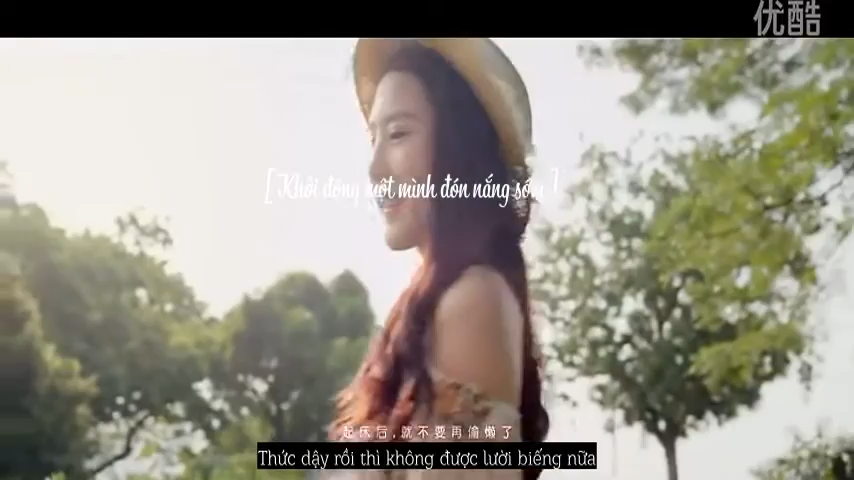 优酷
[ Khởi động một mình đón nắng sớm ]
起床后,就不要再偷懒了
Thức dậy rồi thì không được lười biếng nữa